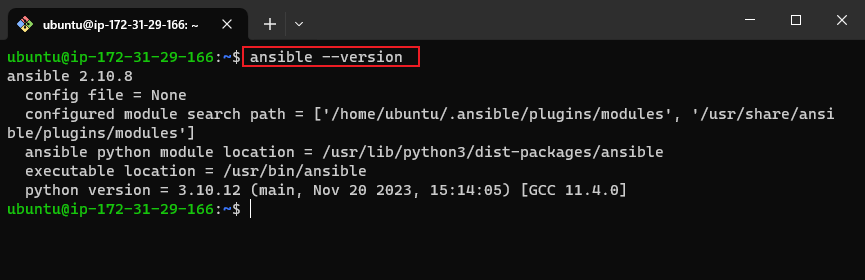 ubuntu@ip-172-31-29-166: ~
ubuntu@ip-172-31-29-166:~$ ansible --version
ansible 2.10.8
  config file = None
  configured module search path = ['/home/ubuntu/.ansible/plugins/modules', '/usr/share/ansi
ble/plugins/modules']
  ansible python module location = /usr/lib/python3/dist-packages/ansible
  executable location = /usr/bin/ansible
  python version = 3.10.12 (main, Nov 20 2023, 15:14:05) [GCC 11.4.0]
ubuntu@ip-172-31-29-166:~$